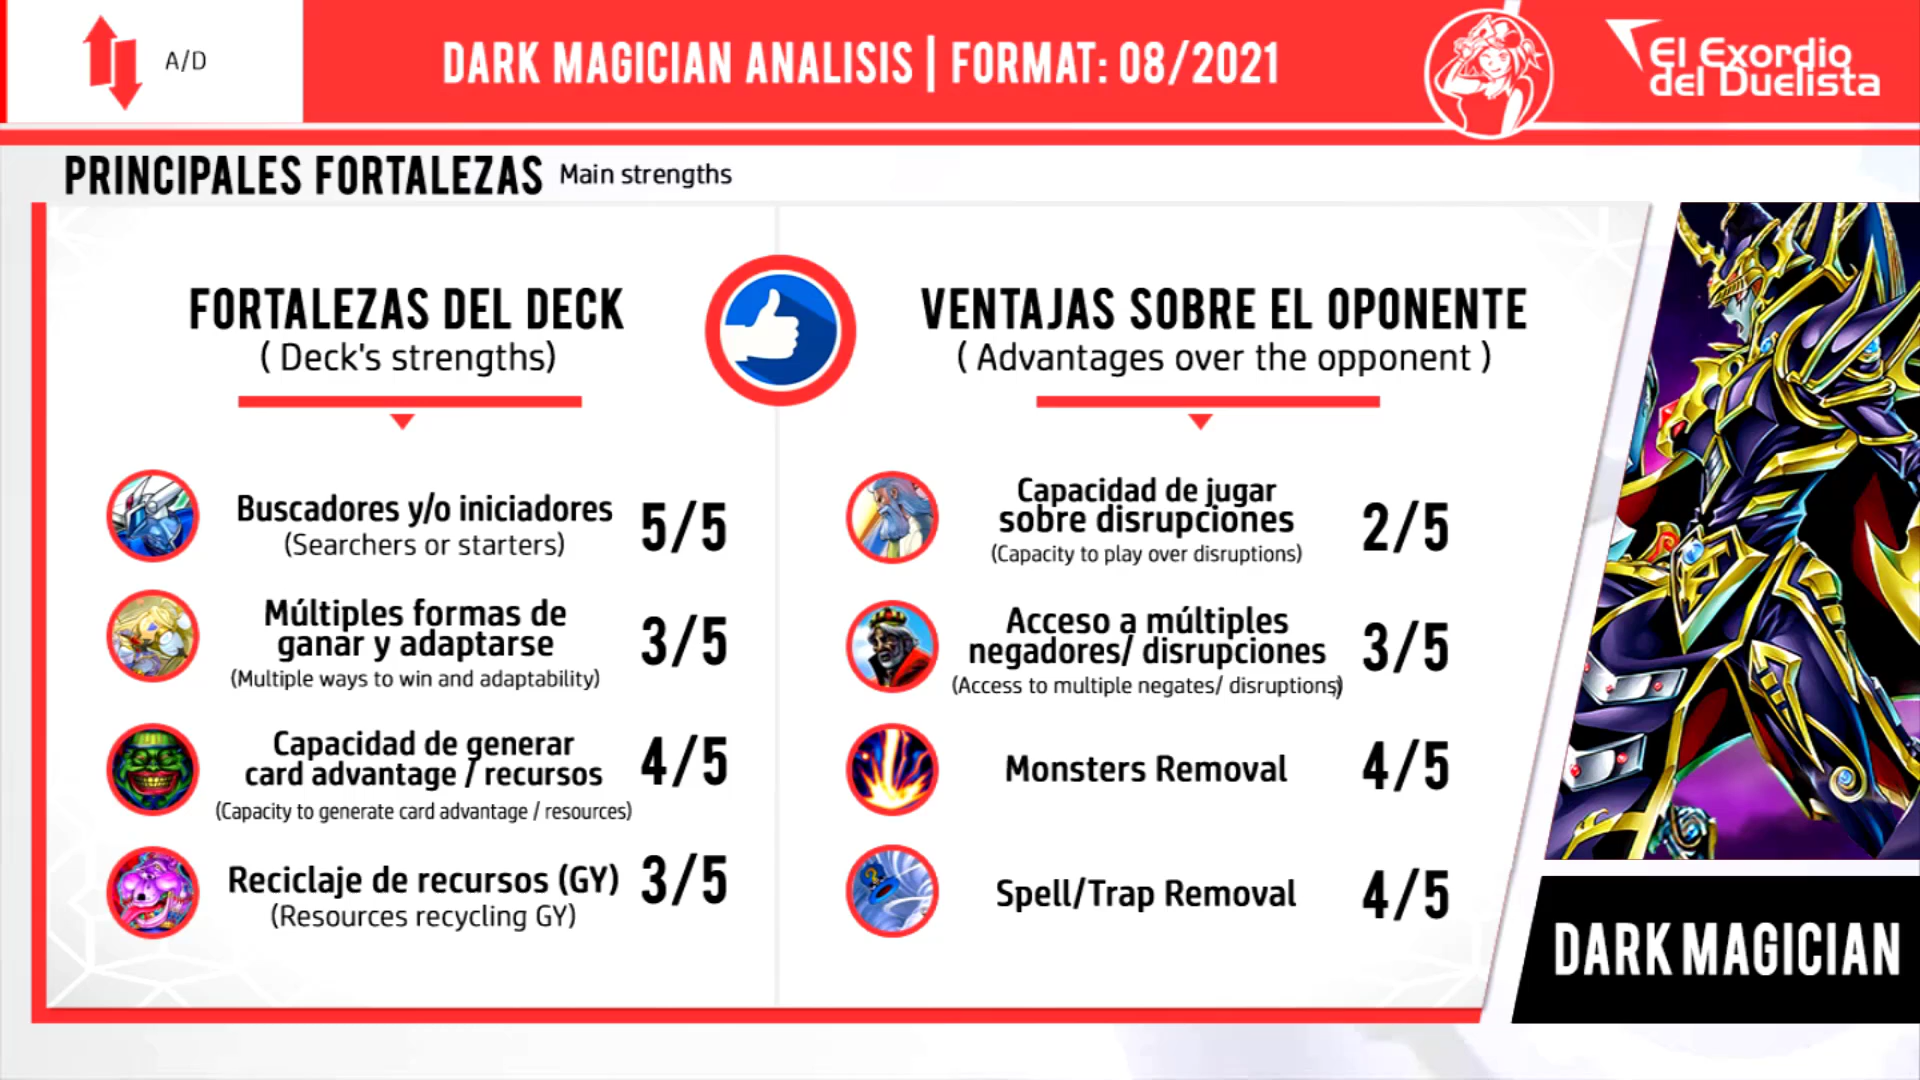 A/D
DARK MAGICIAN ANALISIS | FORMAT: 08/2021
El Exordio
del Duelista
PRINCIPALES FORTALEZAS Main strengths
FORTALEZAS DEL DECK
( Deck's strengths)
Buscadores y/o iniciadores
(Searchers or starters)
5/5
Múltiples formas de
ganar y adaptarse
(Multiple ways to win and adaptability)
3/5
Capacidad de generar
card advantage / recursos
(Capacity to generate card advantage / resources)
4/5
Reciclaje de recursos (GY)
(Resources recycling GY)
3/5
VENTAJAS SOBRE EL OPONENTE
( Advantages over the opponent )
Capacidad de jugar
sobre disrupciones
(Capacity to play over disruptions)
2/5
Acceso a múltiples
negadores/ disrupciones
(Access to multiple negates/ disruptions)
3/5
Monsters Removal
4/5
Spell/Trap Removal
4/5
DARK MAGICIAN